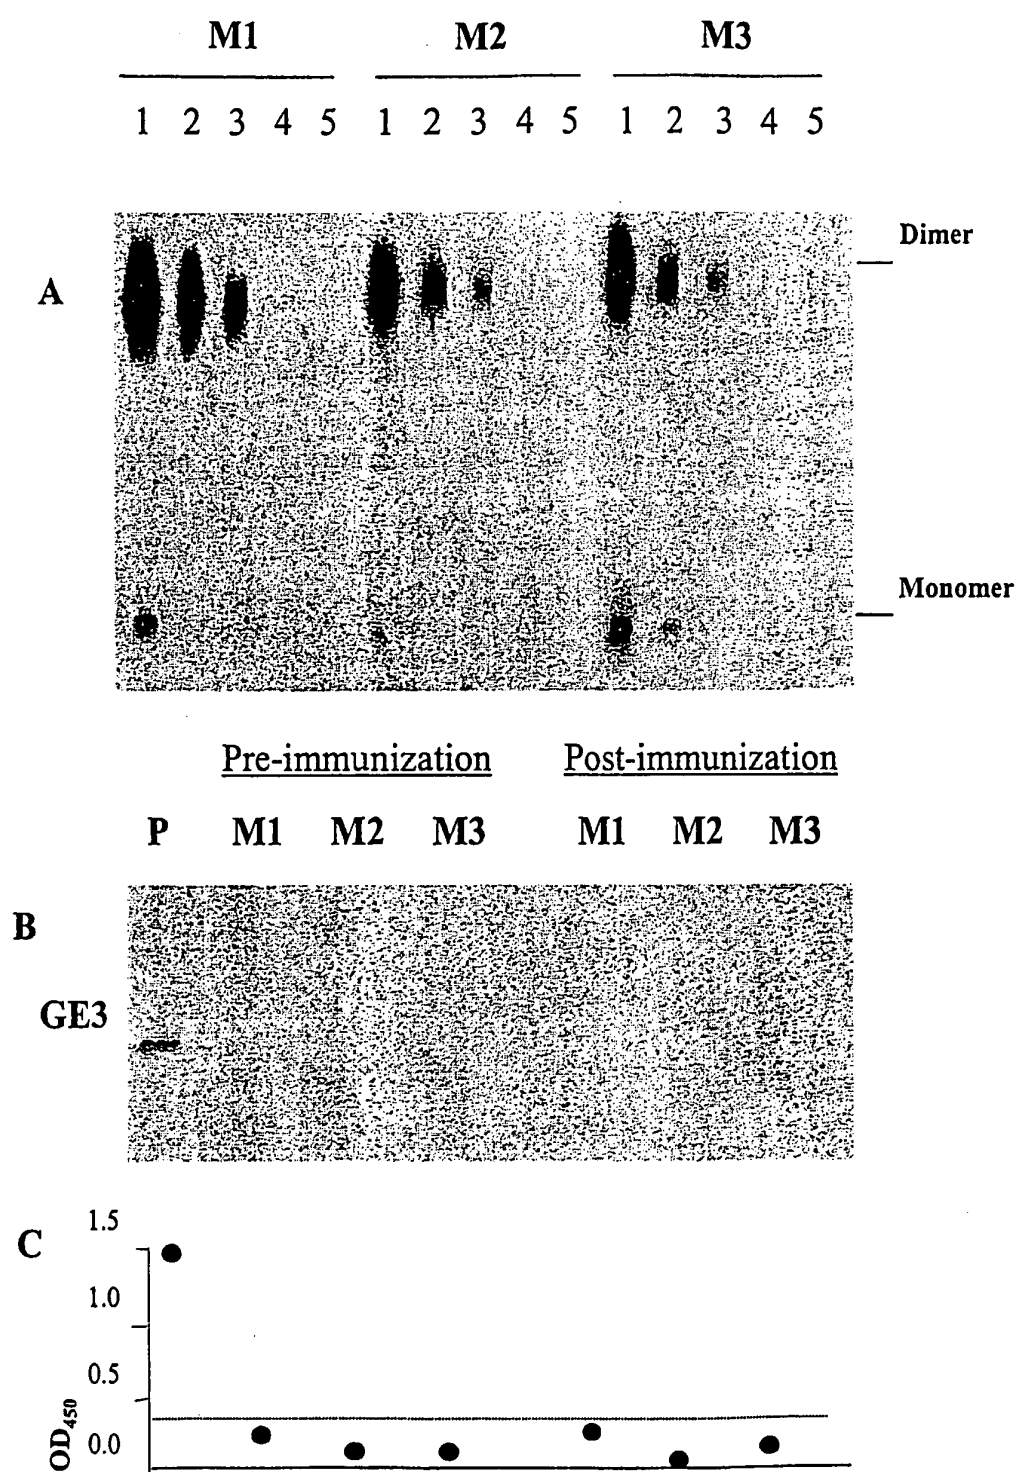 M1 M2 M3
1 2 3 4 5 1 2 3 4 5 1 2 3 4 5
Dimer
A
Monomer
Pre-immunization Post-immunization
P M1 M2 M3 M1 M2 M3
B
GE3
C
1.5
1.0
0.5
0.0
OD450